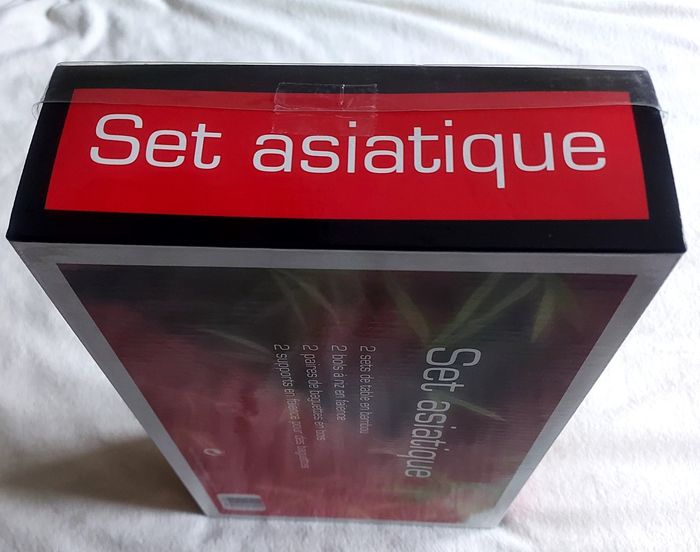 Set asiatique
Set asiatique
2 sets de table en bambou
2 bols à riz en faïence
2 paires de baguettes en bois
2 supports en faïence pour des baguettes